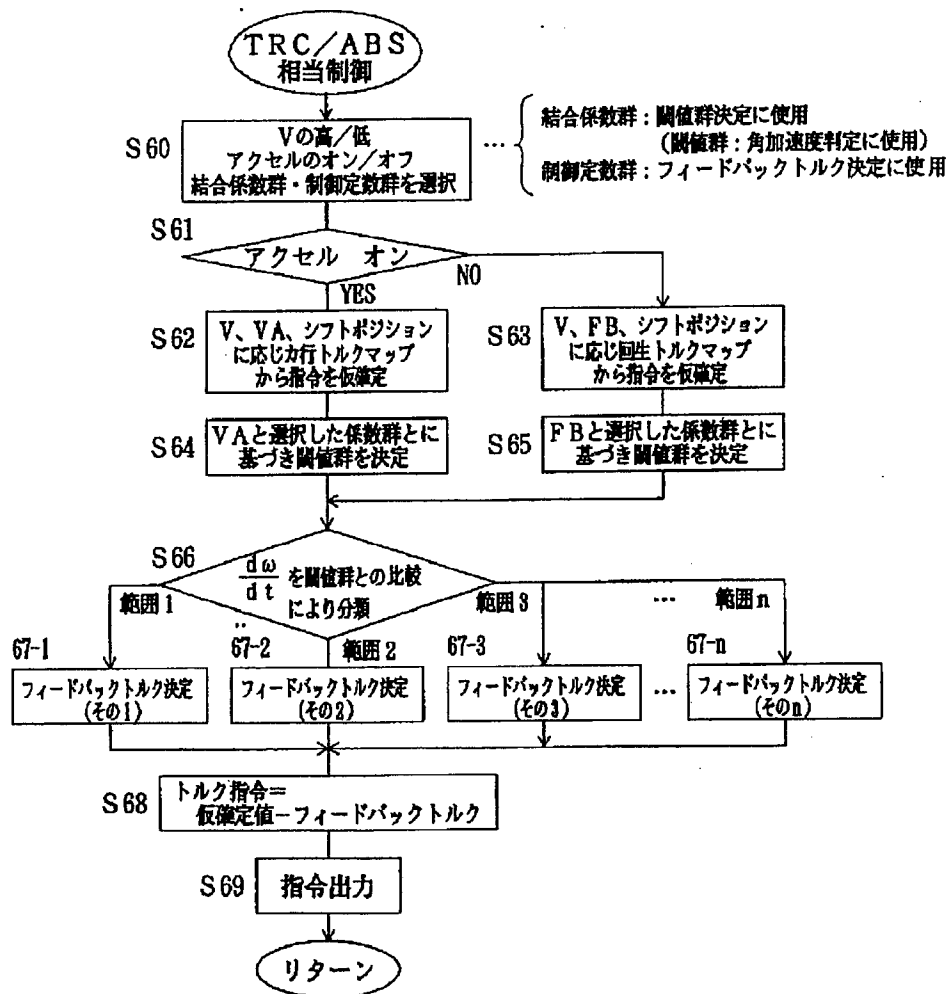 TRC/ABS
相当制御
S60
Vの高/低
アクセルのオン/オフ
結合係数群・制御定数群を選択
…
結合係数群:閾値群決定に使用
(閾値群:角加速度判定に使用)
制御定数群:フィードバックトルク決定に使用
S61
アクセル オン
YES
NO
S62
V、VA、シフトポジション
に応じ力行トルクマップ
から指令を仮確定
S63
V、FB、シフトポジション
に応じ回生トルクマップ
から指令を仮確定
S64
VAと選択した係数群とに
基づき閾値群を決定
S65
FBと選択した係数群とに
基づき閾値群を決定
S66
dω
dt
を閾値群との比較
により分類
範囲1
範囲2
範囲3
…
範囲n
67-1
フィードバックトルク決定
(その1)
67-2
フィードバックトルク決定
(その2)
67-3
フィードバックトルク決定
(その3)
…
67-n
フィードバックトルク決定
(そのn)
S68
トルク指令=
仮確定値-フィードバックトルク
S69
指令出力
リターン